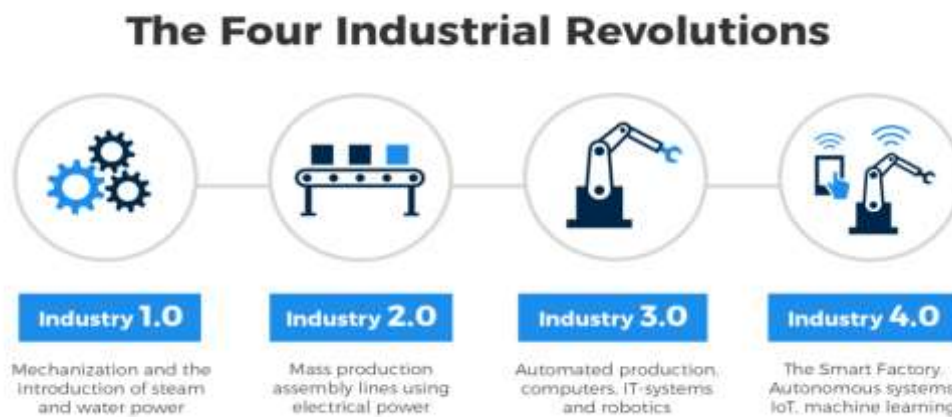 The Four Industrial Revolutions
Industry 1.0
Mechanization and the
introduction of steam
and water power
Industry 2.0
Mass production
assembly lines using
electrical power
Industry 3.0
Automated production,
computers, IT-systems
and robotics
Industry 4.0
The Smart Factory.
Autonomous systems
IoT, machine learning